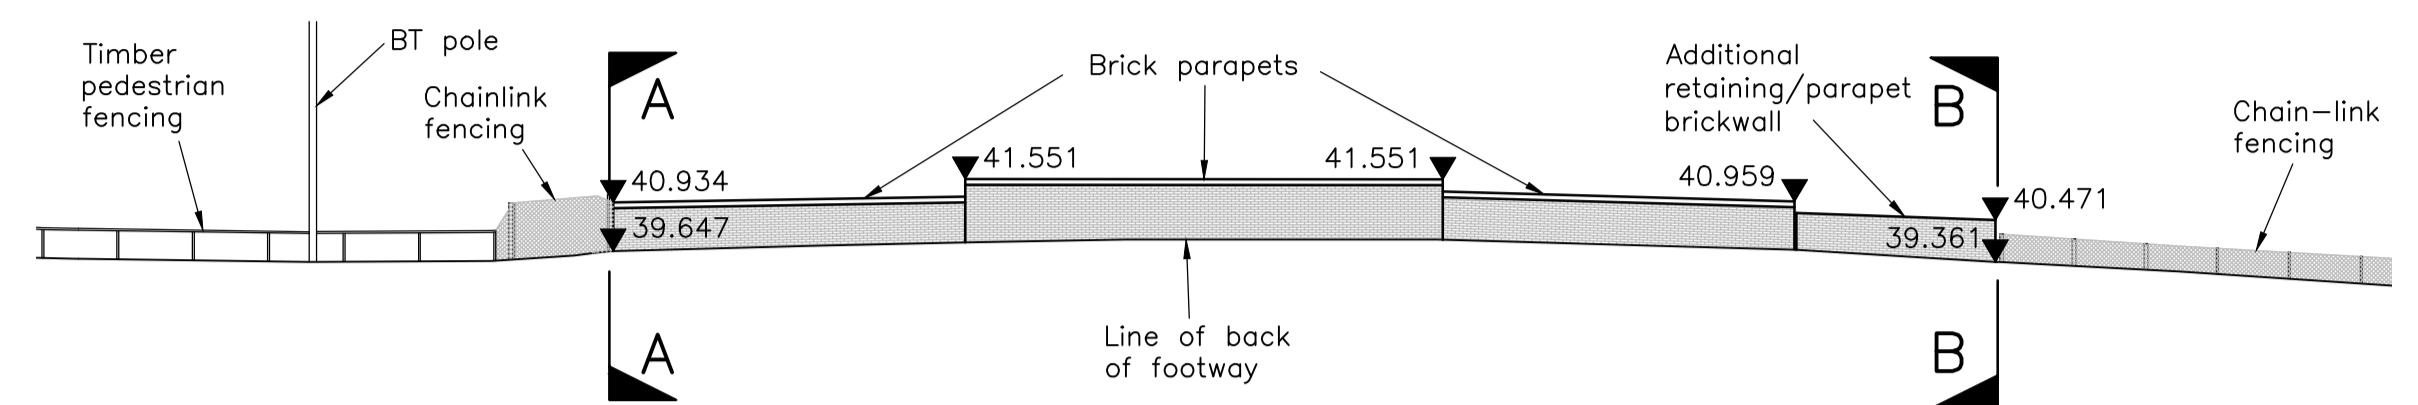 Timber
pedestrian
fencing
BT pole
Chainlink
fencing
A
Brick parapets
Additional
retaining/parapet
brickwall
B
Chain-link
fencing
40.934
39.647
41.551
41.551
40.959
39.361
40.471
A
Line of back
of footway
B